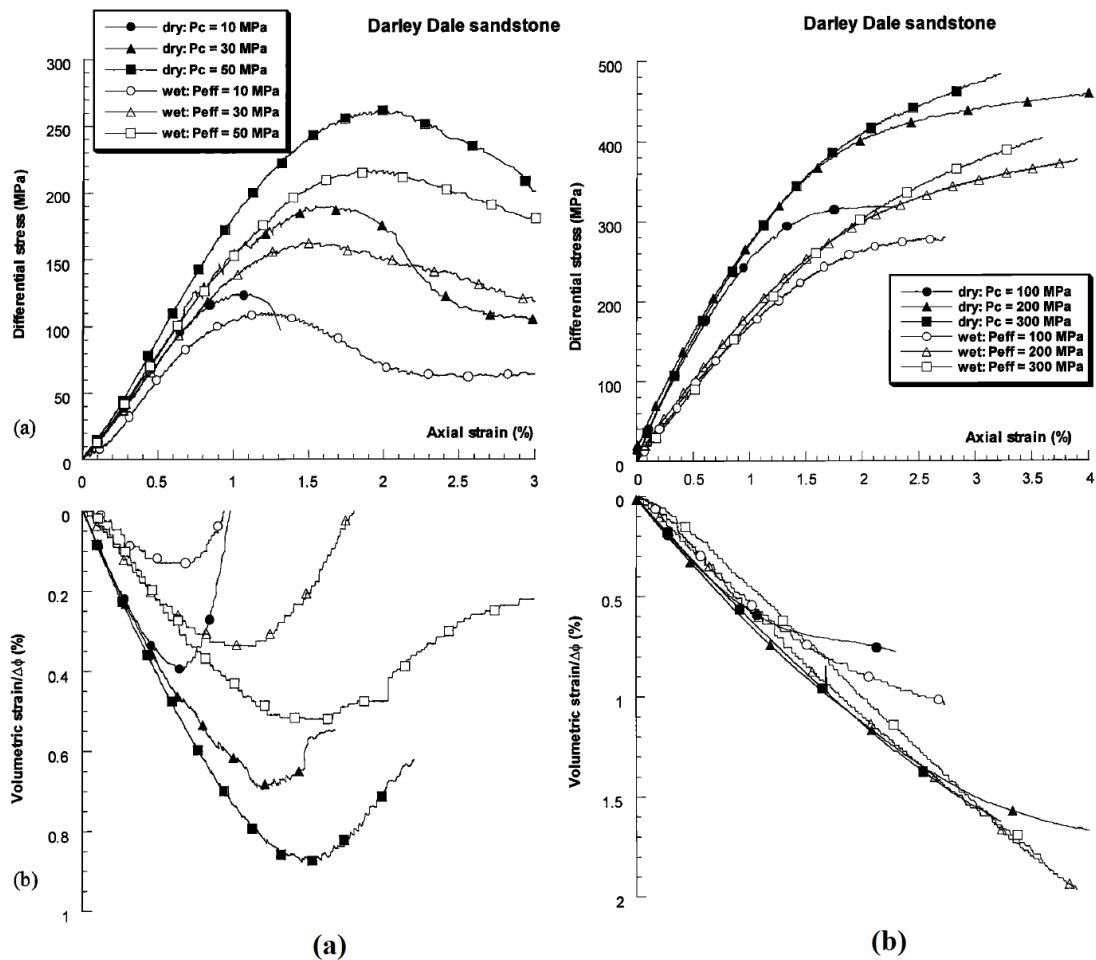 Darley Dale sandstone
dry: Pc = 10 MPa
dry: Pc = 30 MPa
dry: Pc = 50 MPa
wet: Peff = 10 MPa
wet: Peff = 30 MPa
wet: Peff = 50 MPa
Differential stress (MPa)
300
250
200
150
100
50
0
Axial strain (%)
0 0.5 1 1.5 2 2.5 3
(a)
Volumetric strain/Δϕ (%)
0
0.2
0.4
0.6
0.8
1
(b)
(a)
Darley Dale sandstone
Differential stress (MPa)
500
400
300
200
100
0
dry: Pc = 100 MPa
dry: Pc = 200 MPa
dry: Pc = 300 MPa
wet: Peff = 100 MPa
wet: Peff = 200 MPa
wet: Peff = 300 MPa
Axial strain (%)
0 0.5 1 1.5 2 2.5 3 3.5 4
Volumetric strain/Δϕ (%)
0
0.5
1
1.5
2
(b)